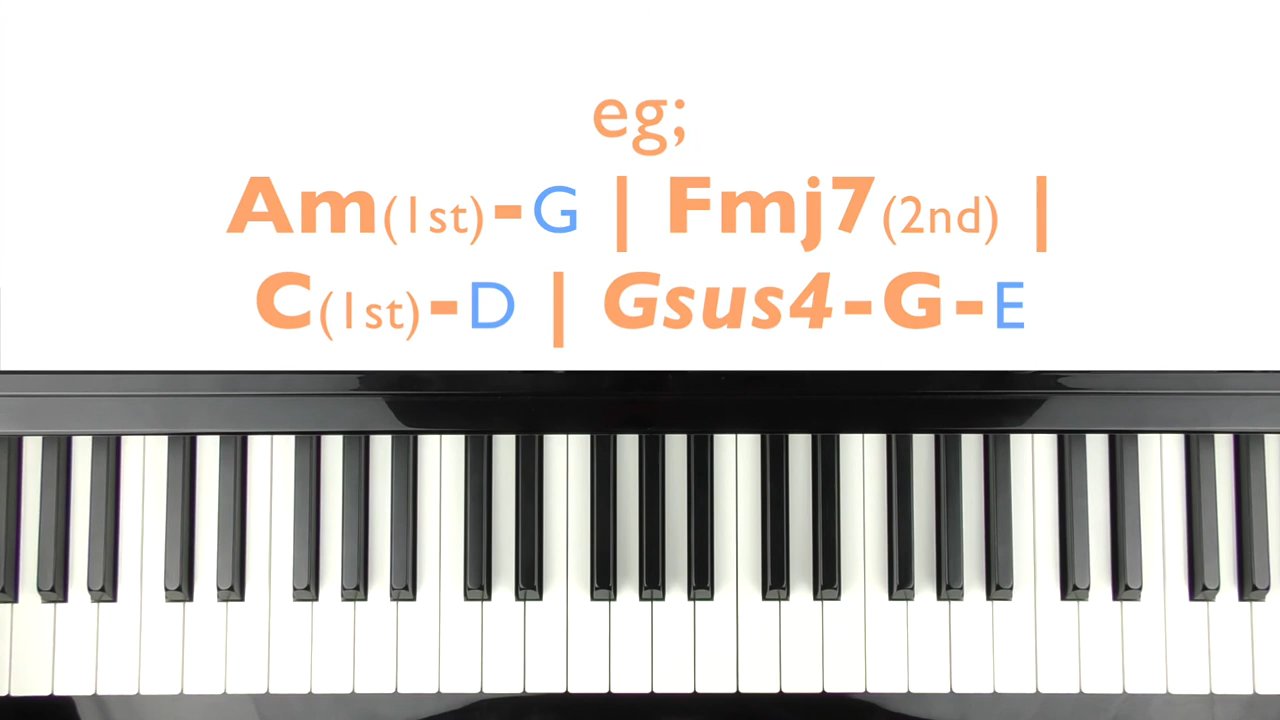 eg;
Am(1st)-G | Fmj7(2nd) |
C(1st)-D | Gsus4-G-E